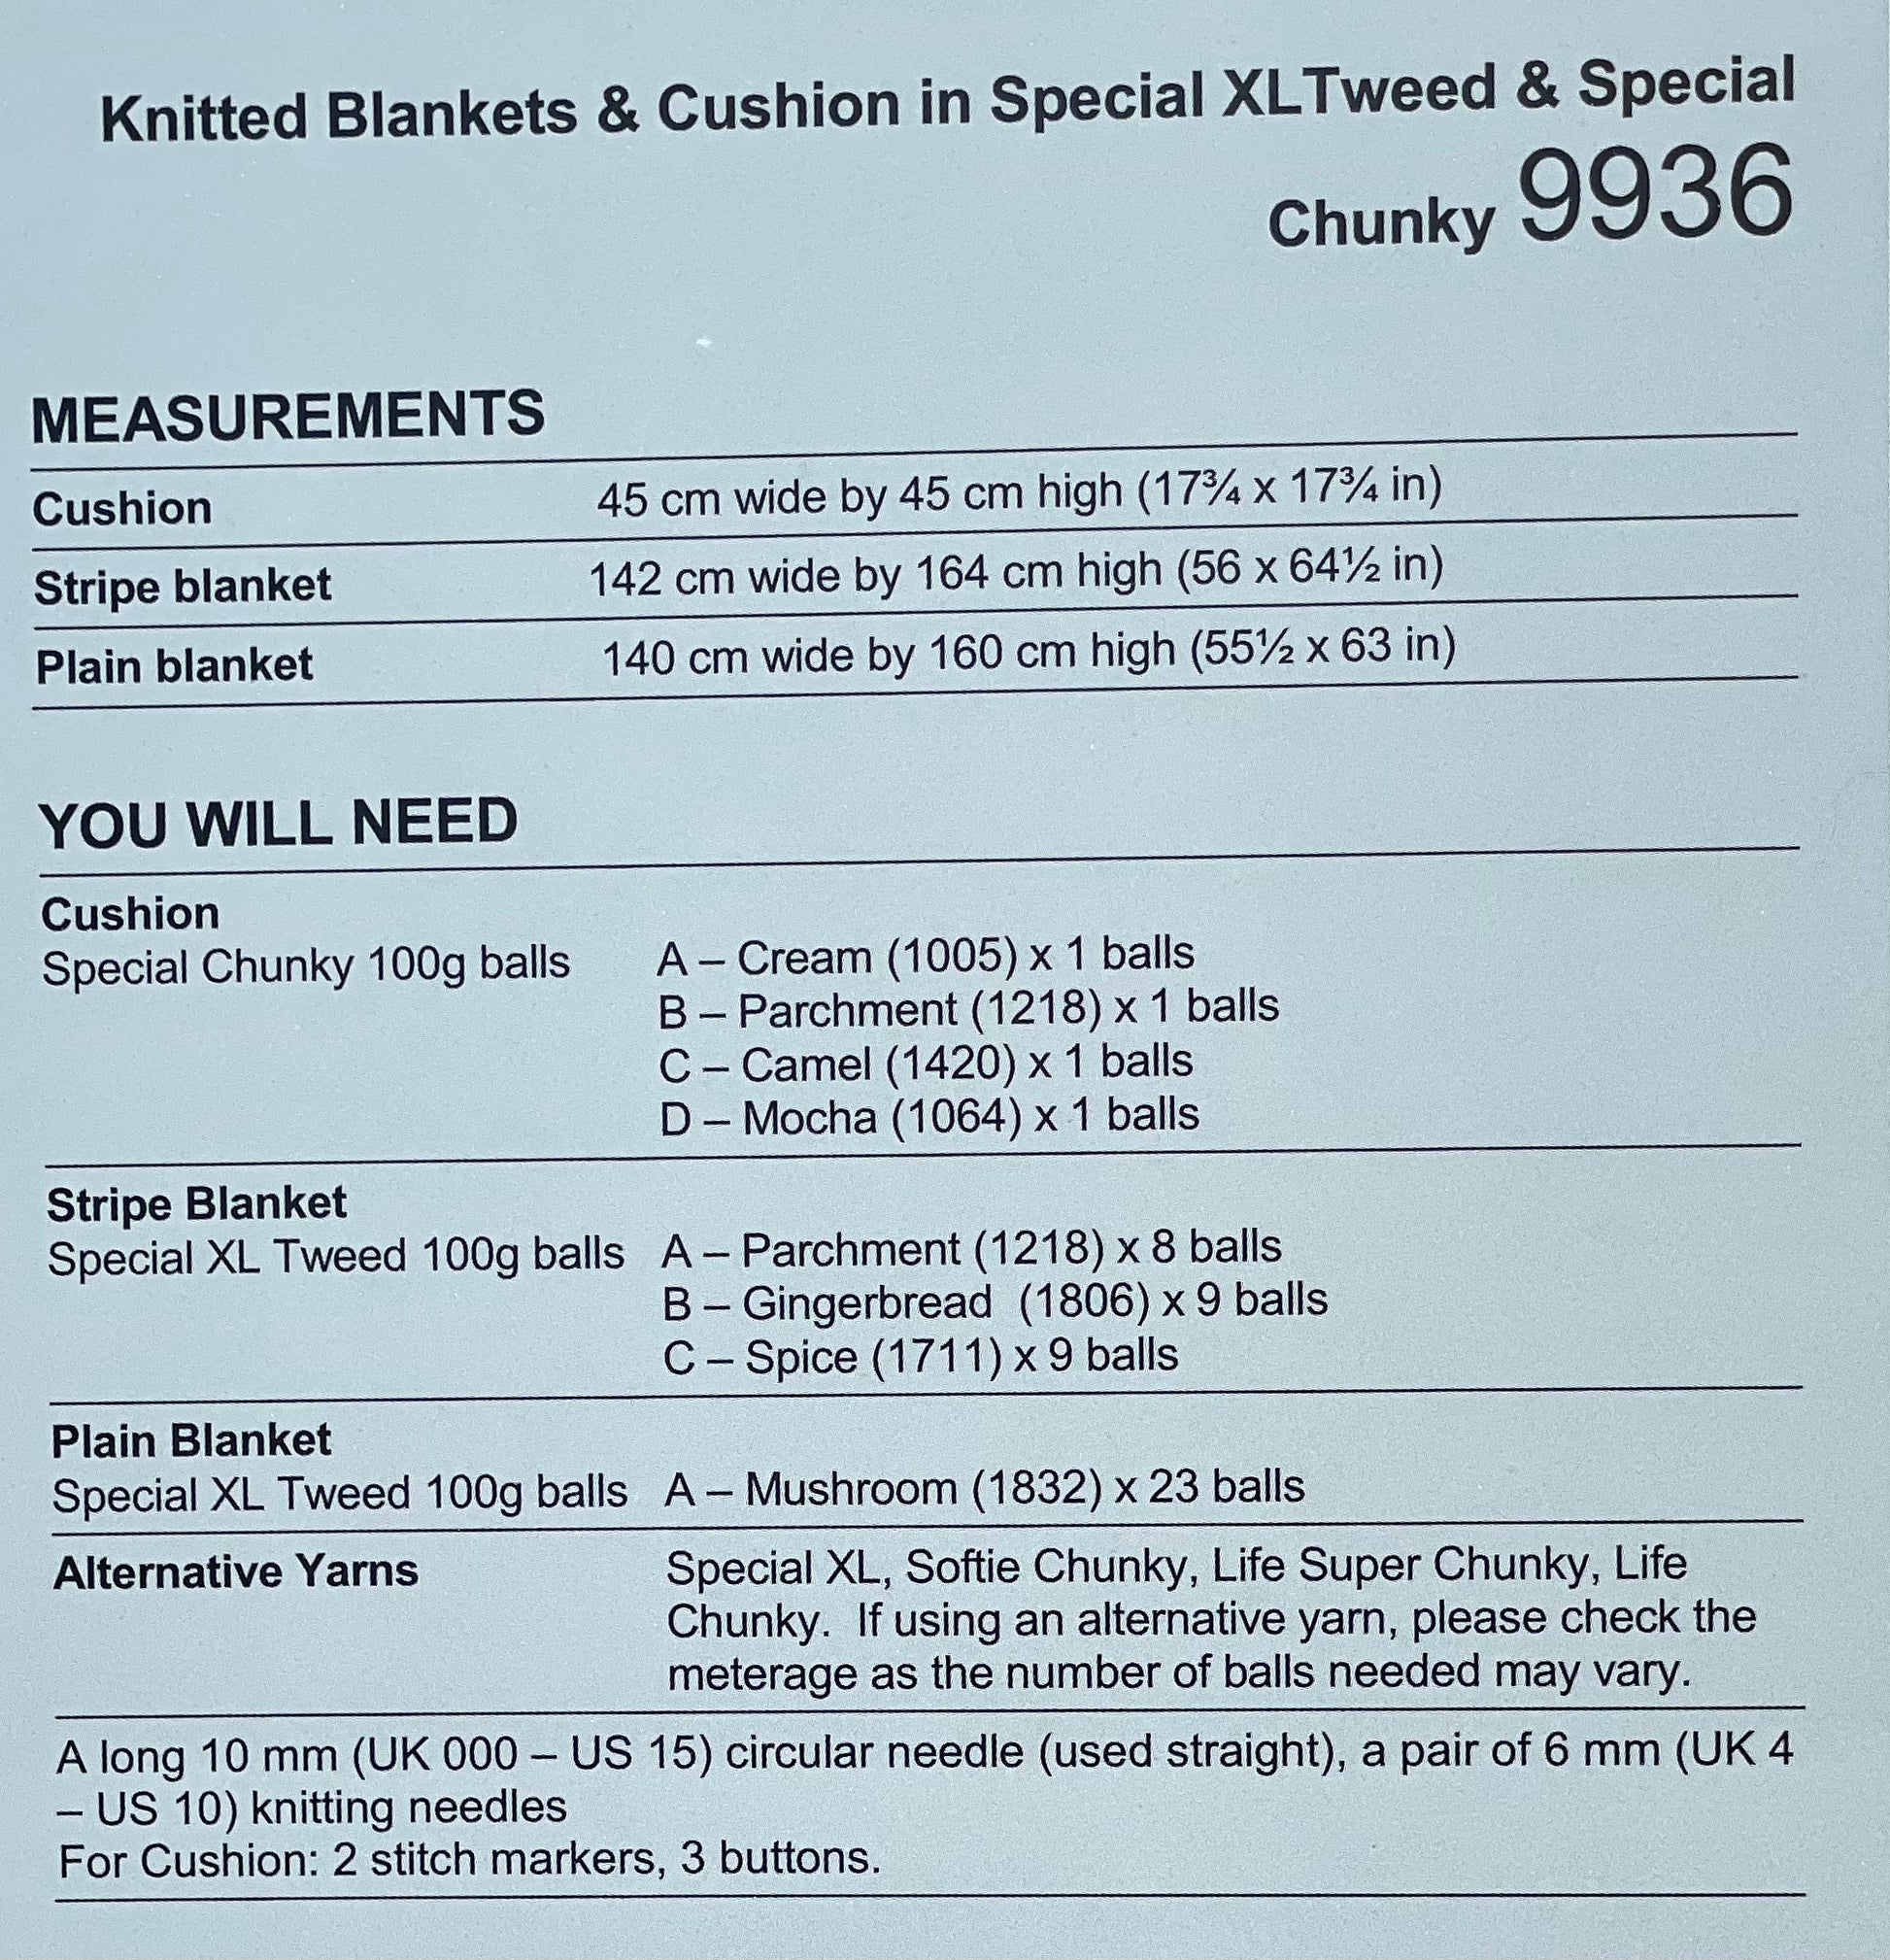 Knitted Blankets & Cushion in Special XLTweed & Special
Chunky 9936
MEASUREMENTS
Cushion 45 cm wide by 45 cm high (17¾ x 17¾ in)
Stripe blanket 142 cm wide by 164 cm high (56 x 64½ in)
Plain blanket 140 cm wide by 160 cm high (55½ x 63 in)
YOU WILL NEED
Cushion
Special Chunky 100g balls A – Cream (1005) x 1 balls
B – Parchment (1218) x 1 balls
C – Camel (1420) x 1 balls
D – Mocha (1064) x 1 balls
Stripe Blanket
Special XL Tweed 100g balls A – Parchment (1218) x 8 balls
B – Gingerbread (1806) x 9 balls
C – Spice (1711) x 9 balls
Plain Blanket
Special XL Tweed 100g balls A – Mushroom (1832) x 23 balls
Alternative Yarns Special XL, Softie Chunky, Life Super Chunky, Life
Chunky. If using an alternative yarn, please check the
meterage as the number of balls needed may vary.
A long 10 mm (UK 000 – US 15) circular needle (used straight), a pair of 6 mm (UK 4
– US 10) knitting needles
For Cushion: 2 stitch markers, 3 buttons.